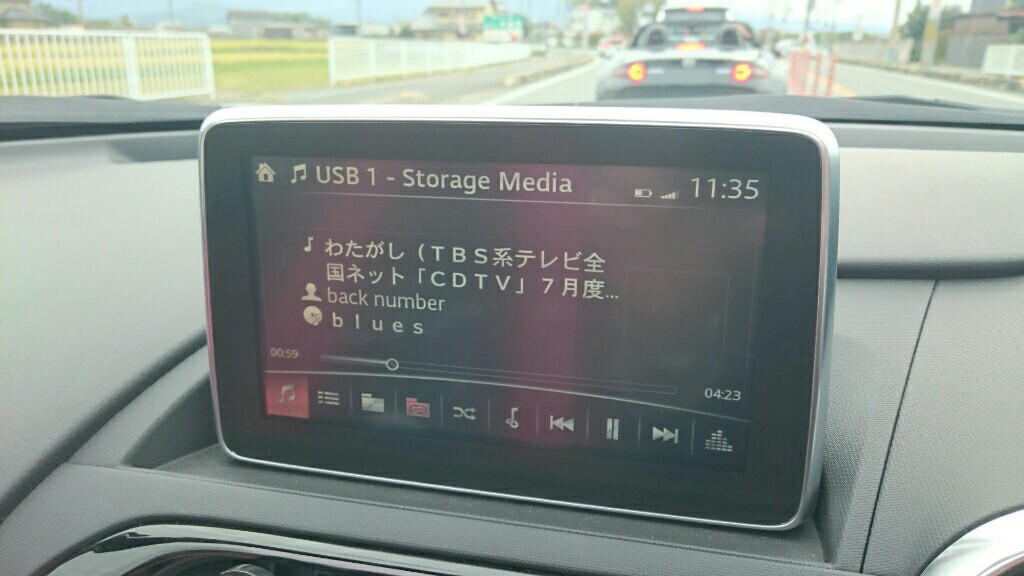 USB 1 - Storage Media
11:35
わたがし（ＴＢＳ系テレビ全
国ネット「ＣＤＴＶ」７月度...
back number
ｂｌｕｅｓ
00:59
04:23